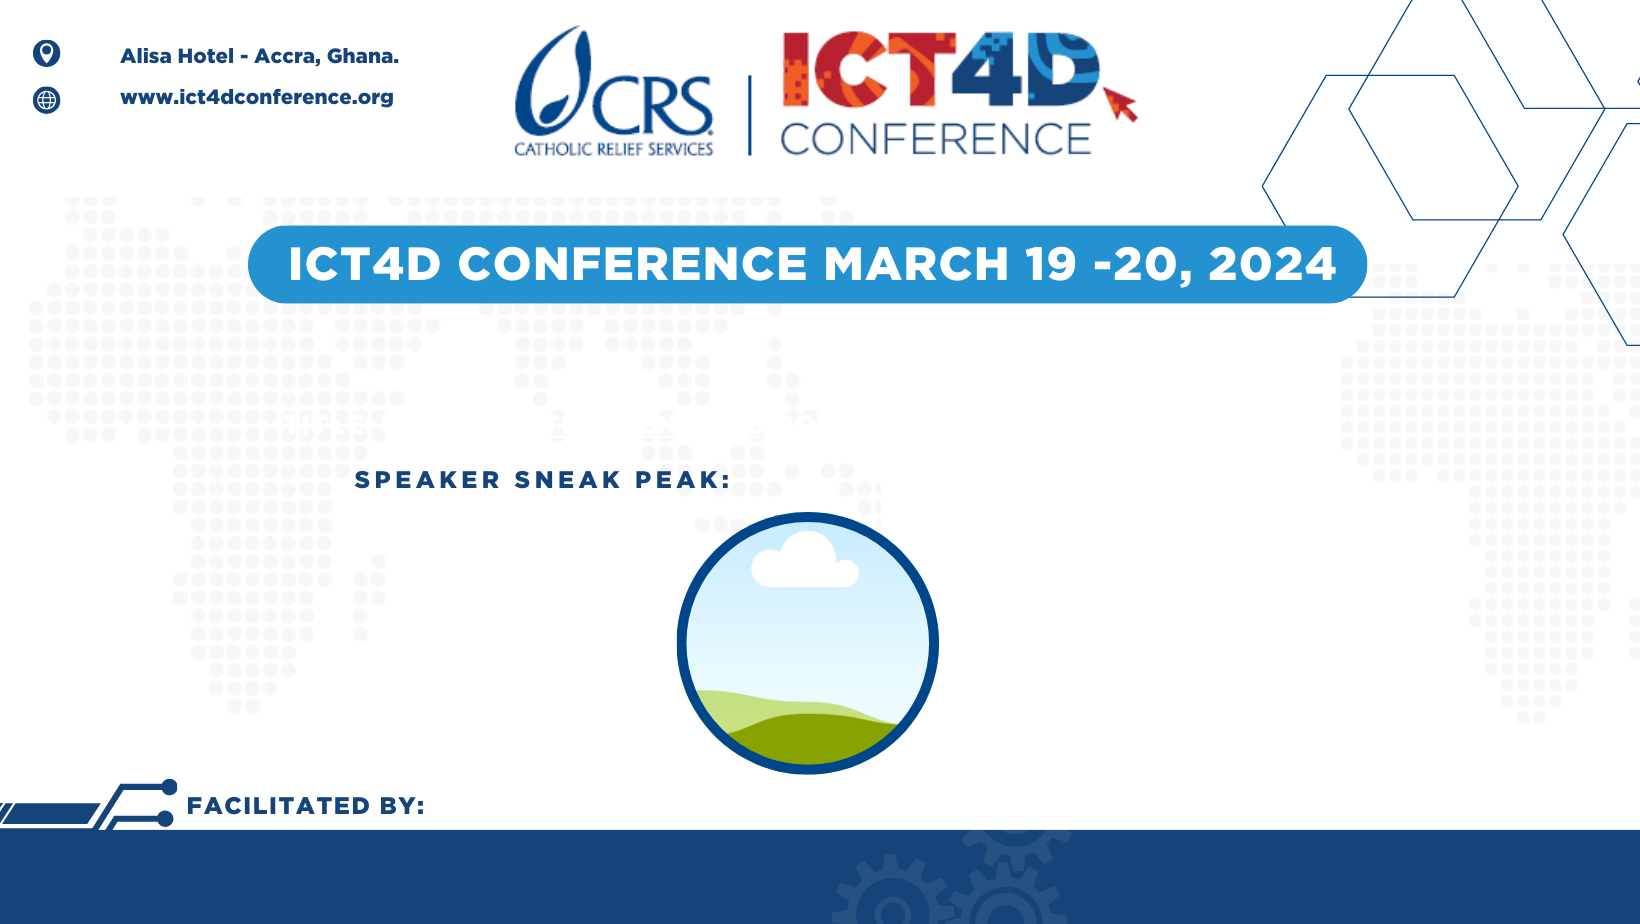 Alisa Hotel - Accra, Ghana.
www.ict4dconference.org
CRS
CATHOLIC RELIEF SERVICES
ICT4D
CONFERENCE
ICT4D CONFERENCE MARCH 19 -20, 2024
SPEAKER SNEAK PEAK:
FACILITATED BY: